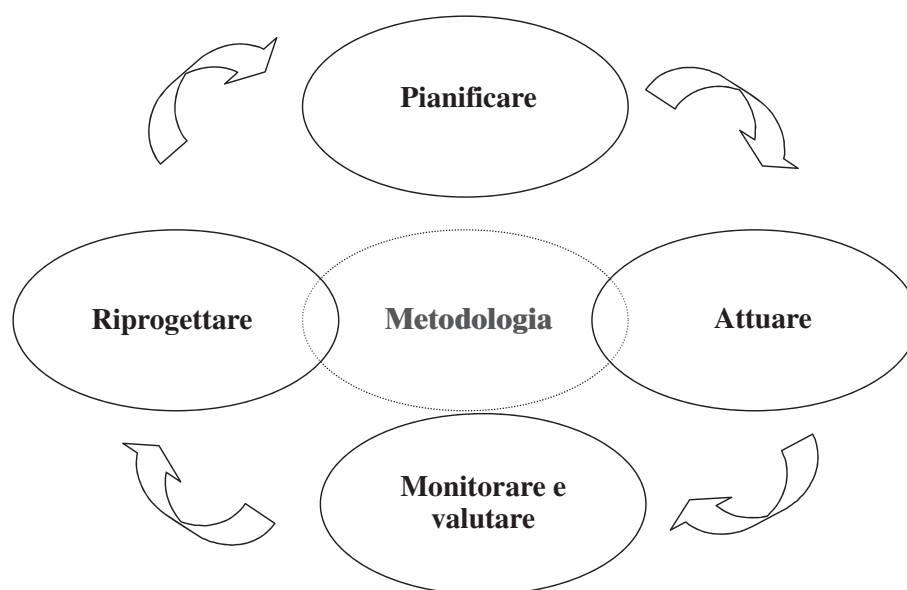 Pianificare
Riprogettare
Metodologia
Attuare
Monitorare e
valutare